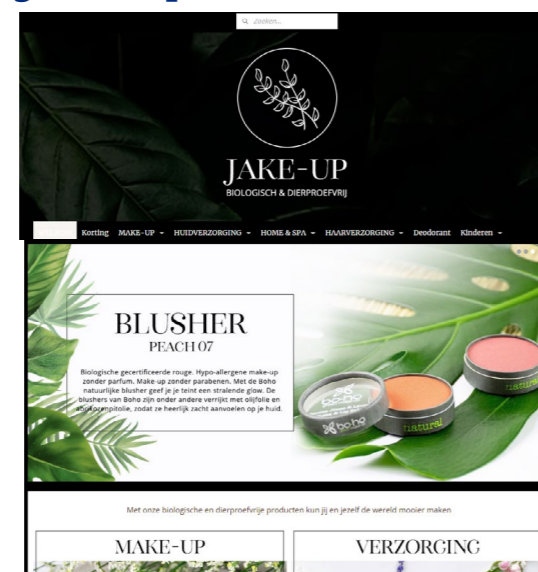 Zoeken...
JAKE-UP
BIOLOGISCH & DIERPROEFVRIJ
Korting MAKE-UP HUIDVERZORGING HOME & SPA HAARVERZORGING Deodorant Kinderen
BLUSHER
PEACH 07
Biologische gecertificeerde rouge. Hypo-allergene make-up
zonder parfum. Make-up zonder parabenen. Met de Boho
natuurlijke blusher geef je je teint een stralende glow. De
blushers van Boho zijn onder andere verrijkt met olijfolie en
zodat ze heerlijk zacht aanvoelen op je huid.
boho
natural
natural
Met onze biologische en dierproefvrije producten kun jij en jezelf de wereld mooier maken
MAKE-UP
VERZORGING